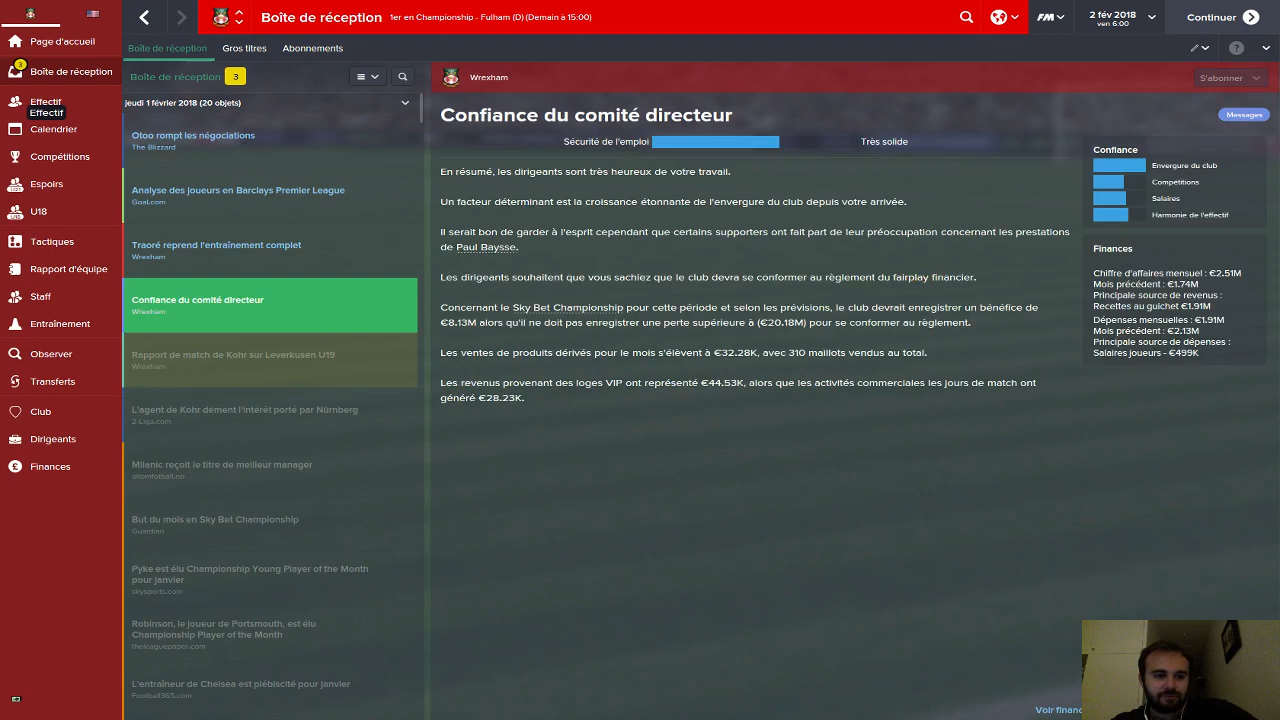 Boîte de réception
1er en Championship - Fulham (D) (Demain à 15:00)
FM
2 fév 2018
ven 6:00
Continuer
Page d'accueil
3
Boîte de réception
Effectif
Effectif
Calendrier
Compétitions
Espoirs
U18
Tactiques
Rapport d'équipe
Staff
Entraînement
Observer
Transferts
Club
Dirigeants
Finances
Boîte de réception
Gros titres
Abonnements
?
Boîte de réception
3
jeudi 1 février 2018 (20 objets)
Otoo rompt les négociations
The Blizzard
Analyse des joueurs en Barclays Premier League
Goal.com
Traoré reprend l'entraînement complet
Wrexham
Confiance du comité directeur
Wrexham
Rapport de match de Kohr sur Leverkusen U19
Wrexham
L'agent de Kohr dément l'intérêt porté par Nürnberg
2-Liga.com
Milanic reçoit le titre de meilleur manager
altomfotball.no
But du mois en Sky Bet Championship
Guardian
Pyke est élu Championship Young Player of the Month
pour janvier
skysports.com
Robinson, le joueur de Portsmouth, est élu
Championship Player of the Month
theleaguepaper.com
L'entraîneur de Chelsea est plébiscité pour janvier
Football365.com
Wrexham
S'abonner
Confiance du comité directeur
Messages
Sécurité de l'emploi
Très solide
En résumé, les dirigeants sont très heureux de votre travail.
Un facteur déterminant est la croissance étonnante de l'envergure du club depuis votre arrivée.
Il serait bon de garder à l'esprit cependant que certains supporters ont fait part de leur préoccupation concernant les prestations
de Paul Baysse.
Les dirigeants souhaitent que vous sachiez que le club devra se conformer au règlement du fairplay financier.
Concernant le Sky Bet Championship pour cette période et selon les prévisions, le club devrait enregistrer un bénéfice de
€8.13M alors qu'il ne doit pas enregistrer une perte supérieure à (€20.18M) pour se conformer au règlement.
Les ventes de produits dérivés pour le mois s'élèvent à €32.28K, avec 310 maillots vendus au total.
Les revenus provenant des loges VIP ont représenté €44.53K, alors que les activités commerciales les jours de match ont
généré €28.23K.
Confiance
Envergure du club
Compétitions
Salaires
Harmonie de l'effectif
Finances
Chiffre d'affaires mensuel : €2.51M
Mois précédent : €1.74M
Principale source de revenus :
Recettes au guichet €1.91M
Dépenses mensuelles : €1.91M
Mois précédent : €2.13M
Principale source de dépenses :
Salaires joueurs - €499K
Voir financ